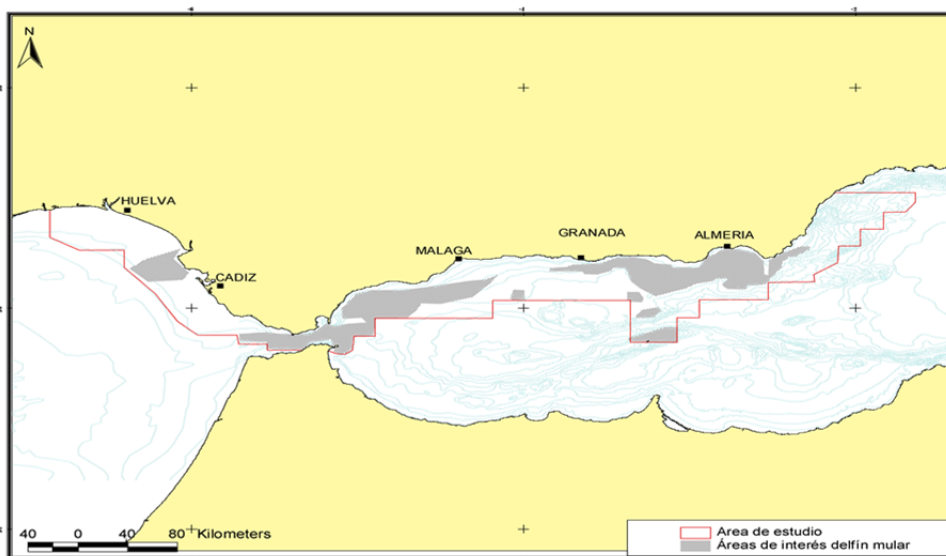 N
HUELVA
CADIZ
MALAGA
GRANADA
ALMERIA
40 0 40 80 Kilometers
Area de estudio
Áreas de interés delfín mular